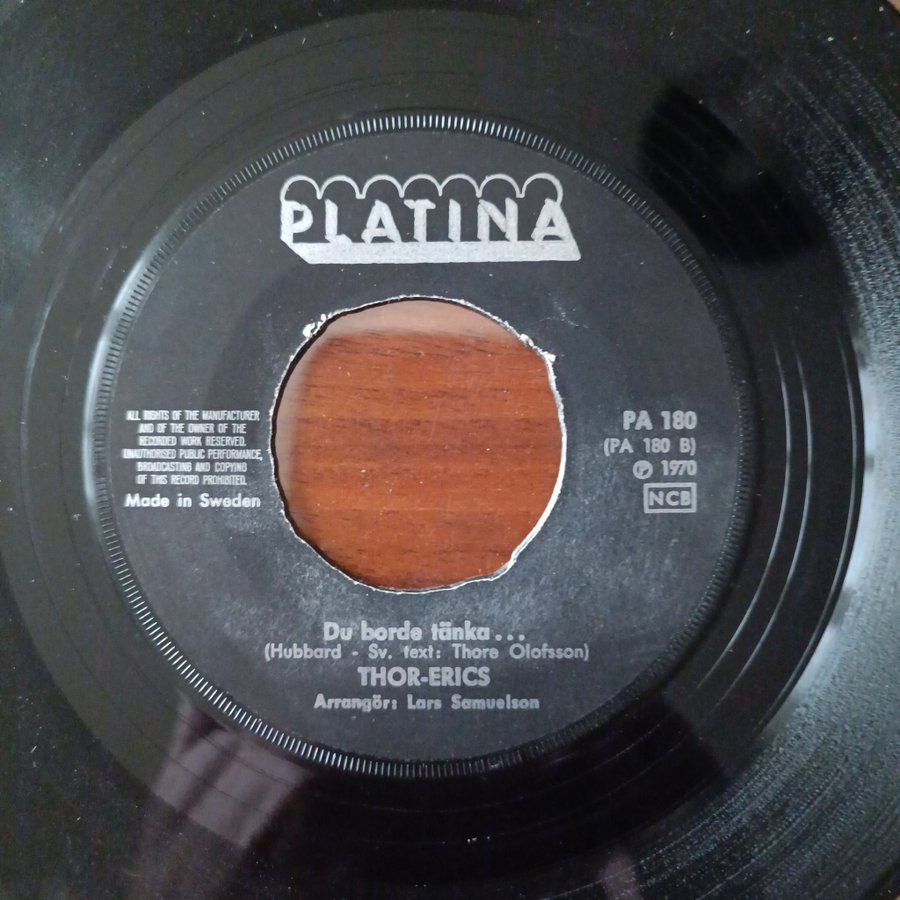 PLATINA
ALL RIGHTS OF THE MANUFACTURER
AND OF THE OWNER OF THE
RECORDED WORK RESERVED.
UNAUTHORISED PUBLIC PERFORMANCE,
BROADCASTING AND COPYING
OF THIS RECORD PROHIBITED.
Made in Sweden
PA 180
(PA 180 B)
℗ 1970
NCB
Du borde tänka...
(Hubbard - Sv. text: Thore Olofsson)
THOR-ERICS
Arrangör: Lars Samuelson